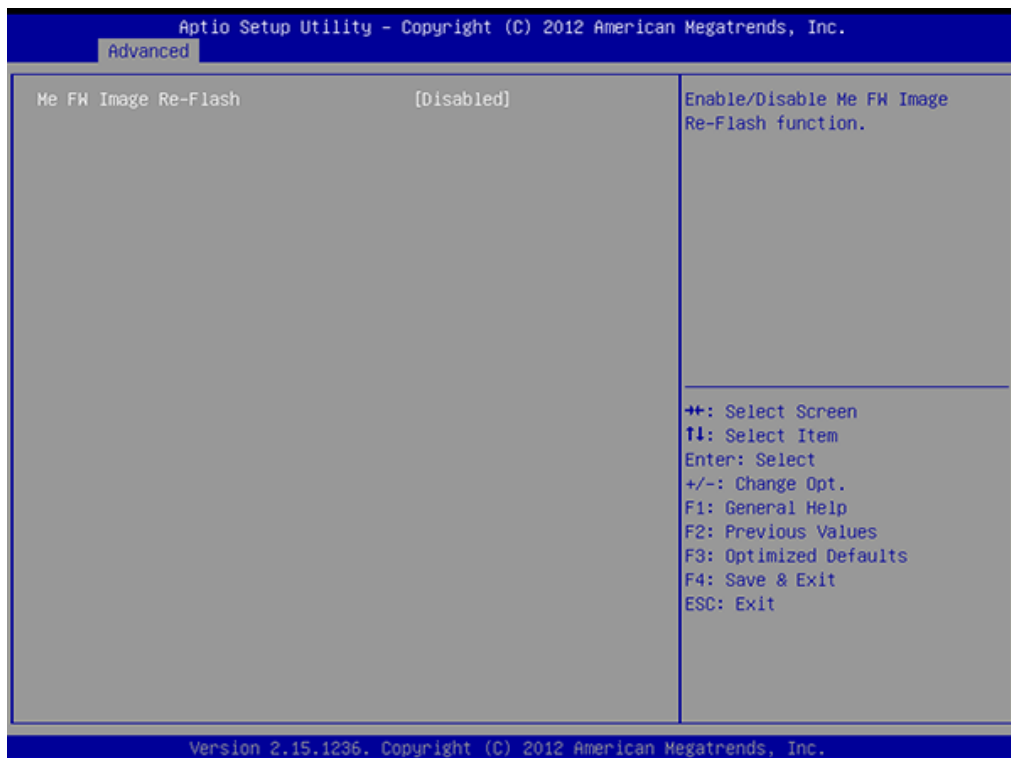 Aptio Setup Utility – Copyright (C) 2012 American Megatrends, Inc.
Advanced
Me FW Image Re-Flash [Disabled]
Enable/Disable Me FW Image
Re-Flash function.
→←: Select Screen
↑↓: Select Item
Enter: Select
+/-: Change Opt.
F1: General Help
F2: Previous Values
F3: Optimized Defaults
F4: Save & Exit
ESC: Exit
Version 2.15.1236. Copyright (C) 2012 American Megatrends, Inc.